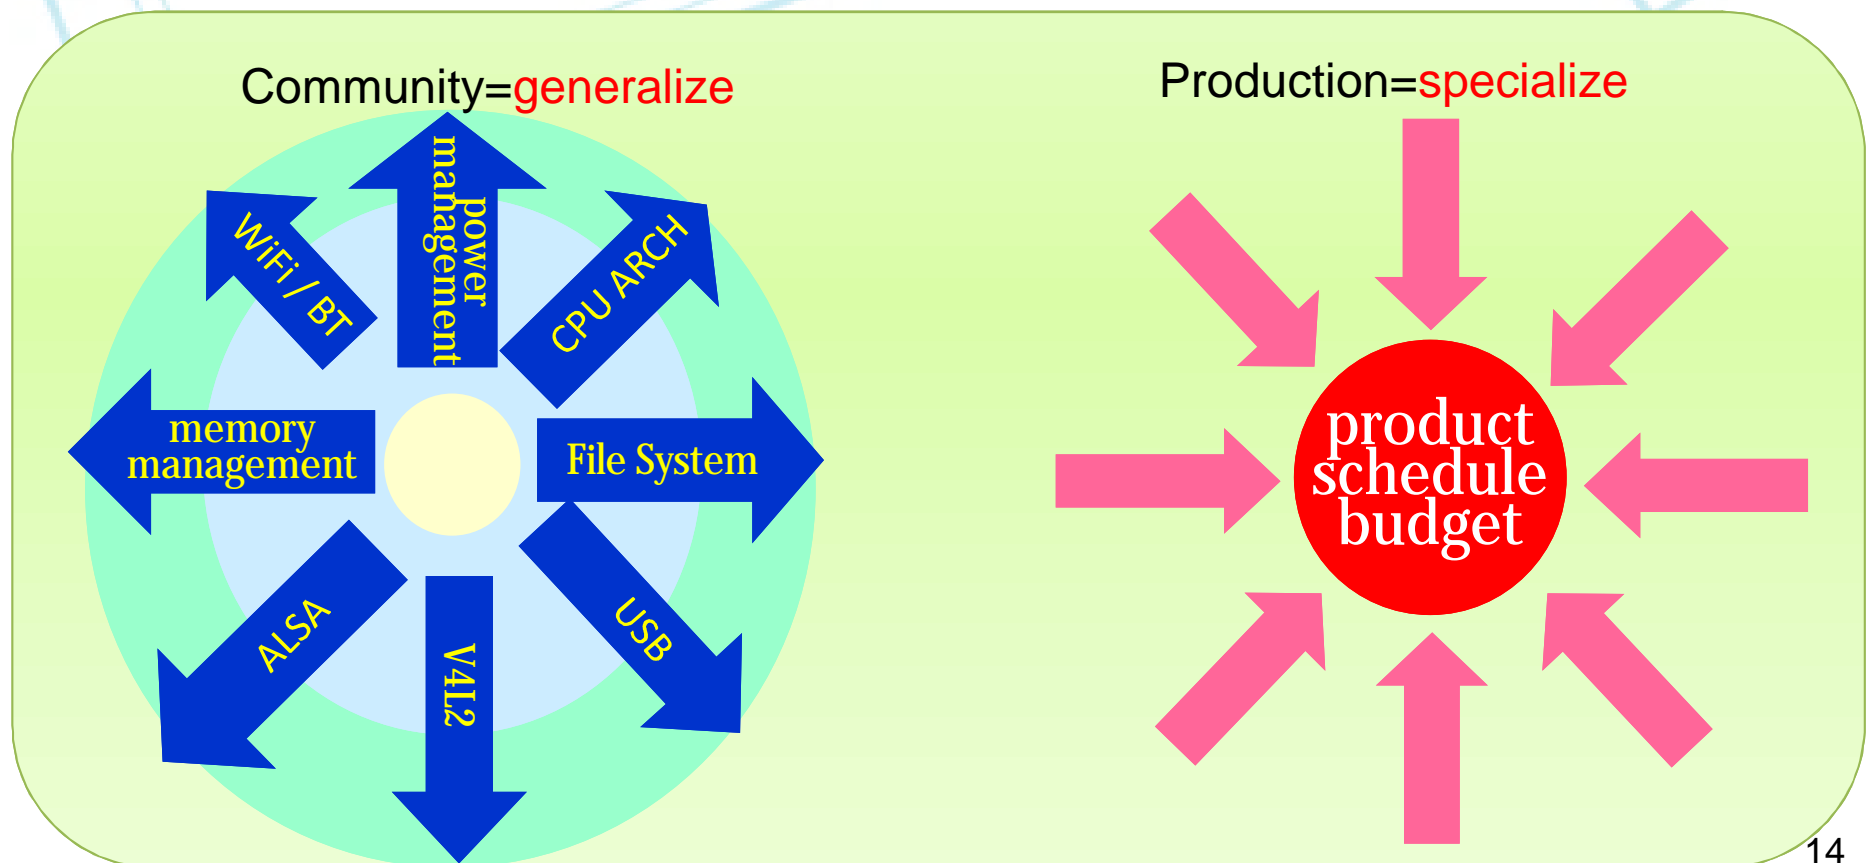 Community=generalize
power
management
WiFi / BT
CPU ARCH
memory
management
File System
ALSA
V4L2
USB
Production=specialize
product
schedule
budget
14